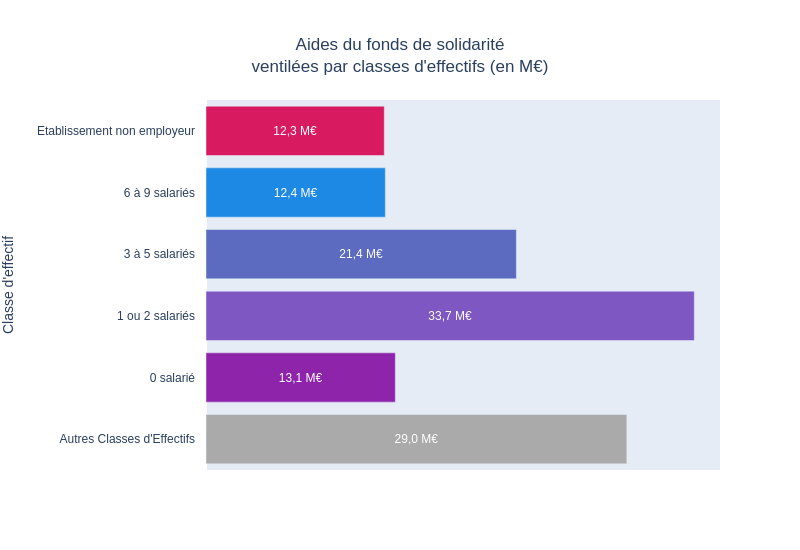 Aides du fonds de solidarité
ventilées par classes d'effectifs (en M€)
Classe d'effectif
Etablissement non employeur
12,3 M€
6 à 9 salariés
12,4 M€
3 à 5 salariés
21,4 M€
1 ou 2 salariés
33,7 M€
0 salarié
13,1 M€
Autres Classes d'Effectifs
29,0 M€